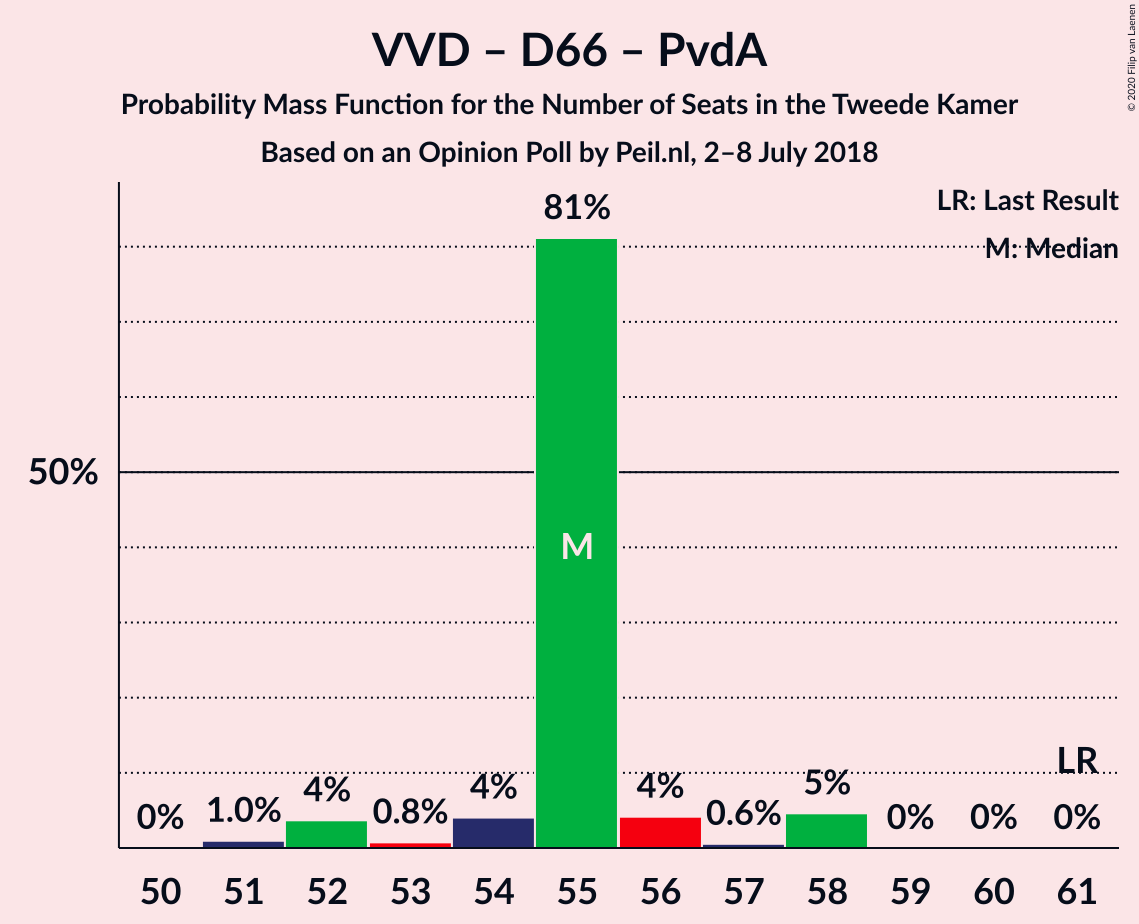 VVD – D66 – PvdA
Probability Mass Function for the Number of Seats in the Tweede Kamer
Based on an Opinion Poll by Peil.nl, 2–8 July 2018
© 2020 Filip van Laenen
LR: Last Result
M: Median
81%
50%
M
LR
0% 1.0% 4% 0.8% 4% 4% 0.6% 5% 0% 0% 0%
50 51 52 53 54 55 56 57 58 59 60 61